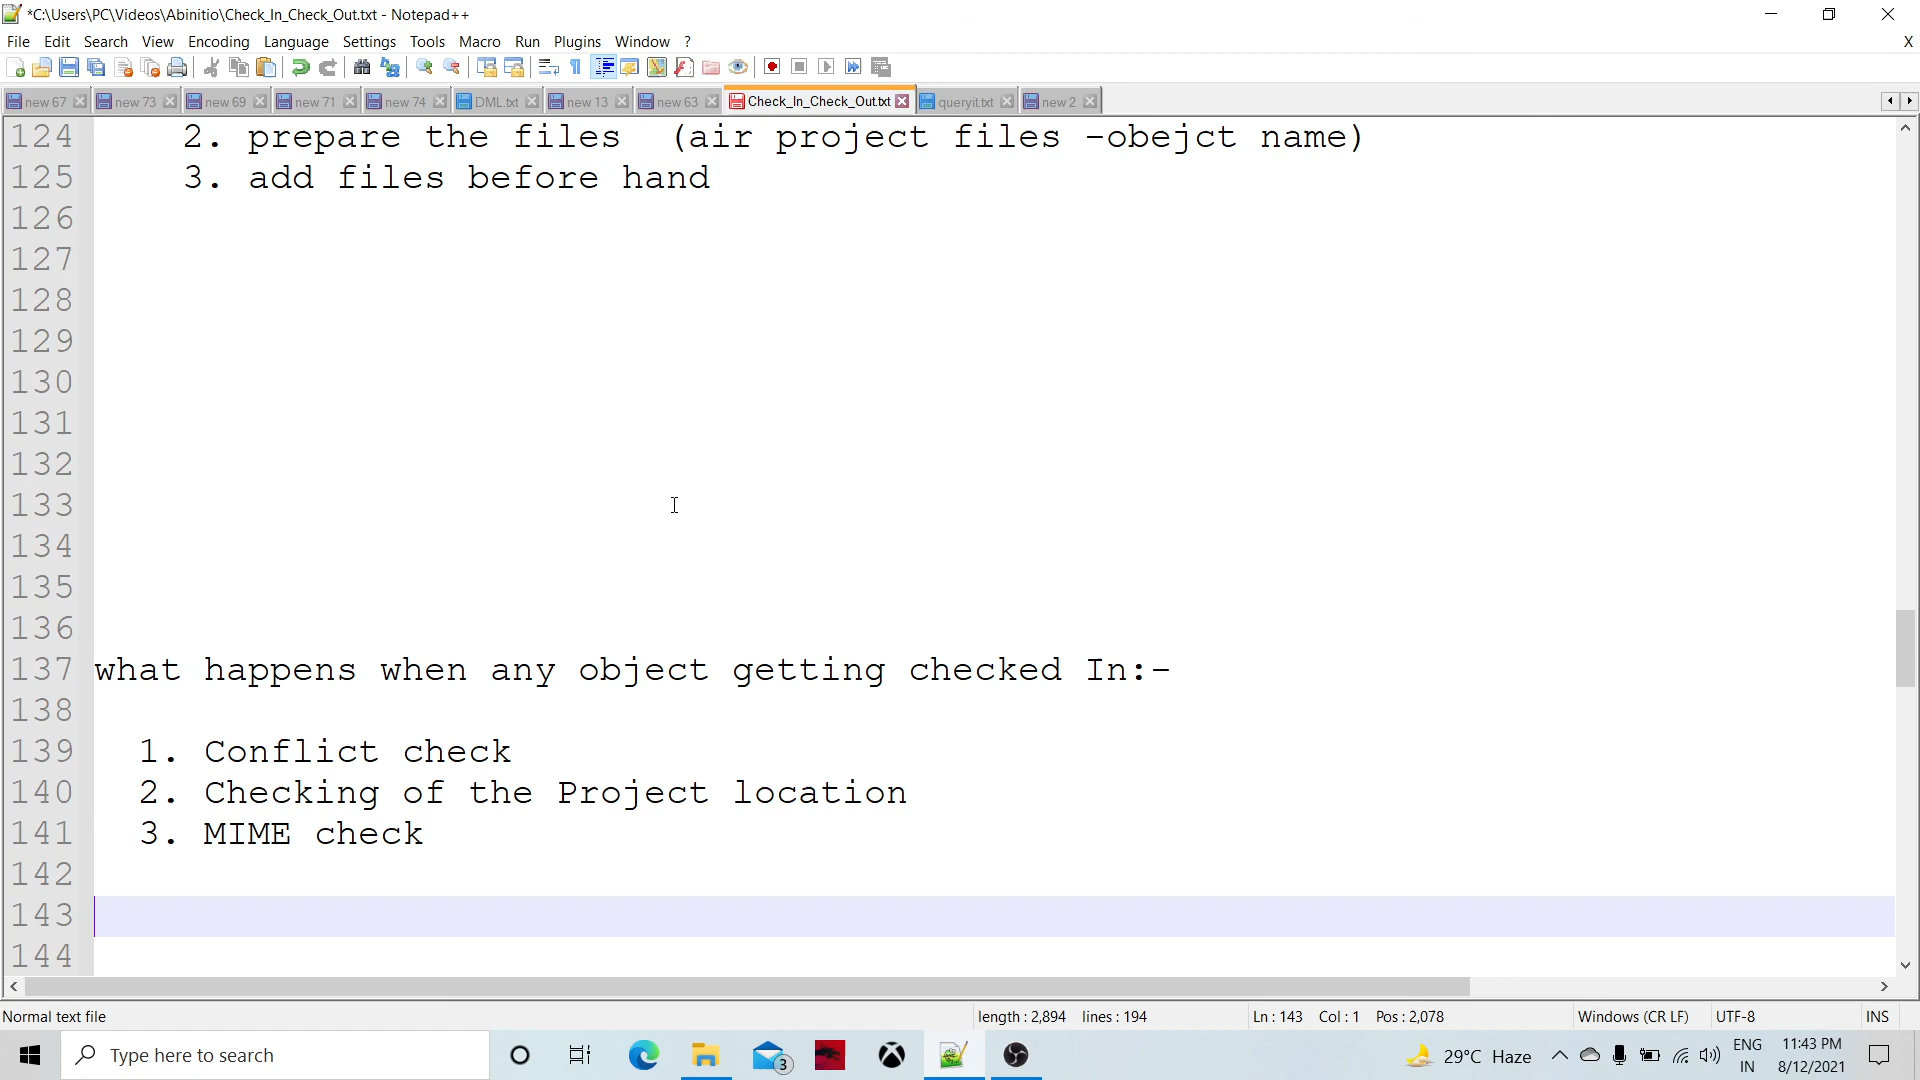 *C:\Users\PC\Videos\Abinitio\Check_In_Check_Out.txt - Notepad++
File Edit Search View Encoding Language Settings Tools Macro Run Plugins Window ? X
new 67 new 73 new 69 new 71 new 74 DML.txt new 13 new 63 Check_In_Check_Out.txt queryit.txt new 2
124 2. prepare the files (air project files -obejct name)
125 3. add files before hand
126
127
128
129
130
131
132
133
134
135
136
137 what happens when any object getting checked In:-
138
139 1. Conflict check
140 2. Checking of the Project location
141 3. MIME check
142
143
144
Normal text file length : 2,894 lines : 194 Ln : 143 Col : 1 Pos : 2,078 Windows (CR LF) UTF-8 INS
Type here to search 3 29°C Haze ENG IN 11:43 PM 8/12/2021